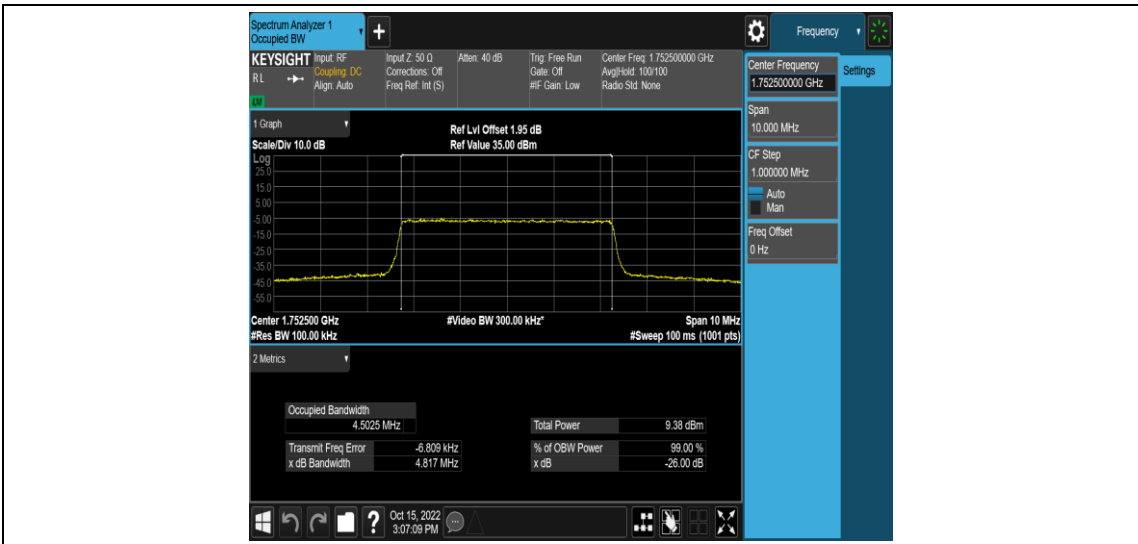 Spectrum Analyzer 1
Occupied BW
+
Frequency
KEYSIGHT
RL
LXI
Input: RF
Coupling: DC
Align: Auto
Input Z: 50 Ω
Corrections: Off
Freq Ref: Int (S)
Atten: 40 dB
Trig: Free Run
Gate: Off
#IF Gain: Low
Center Freq: 1.752500000 GHz
Avg|Hold: 100/100
Radio Std: None
Center Frequency
1.752500000 GHz
Settings
Span
10.000 MHz
CF Step
1.000000 MHz
Auto
Man
Freq Offset
0 Hz
1 Graph
Scale/Div 10.0 dB
Ref Lvl Offset 1.95 dB
Ref Value 35.00 dBm
Log
25.0
15.0
5.00
-5.00
-15.0
-25.0
-35.0
-45.0
-55.0
Center 1.752500 GHz
#Video BW 300.00 kHz*
Span 10 MHz
#Res BW 100.00 kHz
#Sweep 100 ms (1001 pts)
2 Metrics
Occupied Bandwidth
4.5025 MHz
Total Power 9.38 dBm
Transmit Freq Error -6.809 kHz
% of OBW Power 99.00 %
x dB Bandwidth 4.817 MHz
x dB -26.00 dB
?
Oct 15, 2022
3:07:09 PM